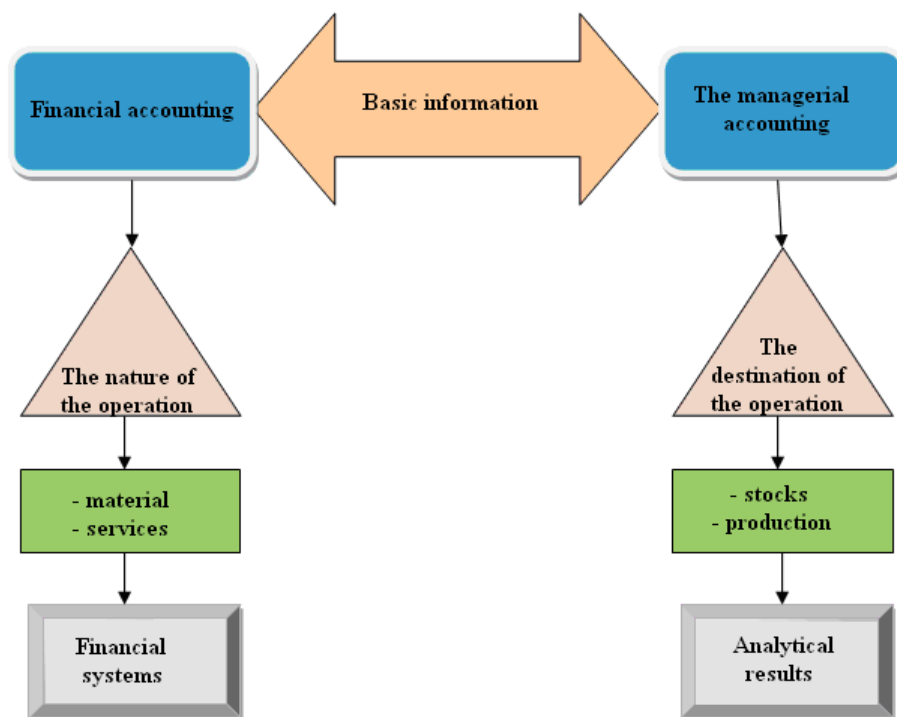 Financial accounting
Basic information
The managerial
accounting
The nature of
the operation
The
destination of
the operation
- material
- services
- stocks
- production
Financial
systems
Analytical
results